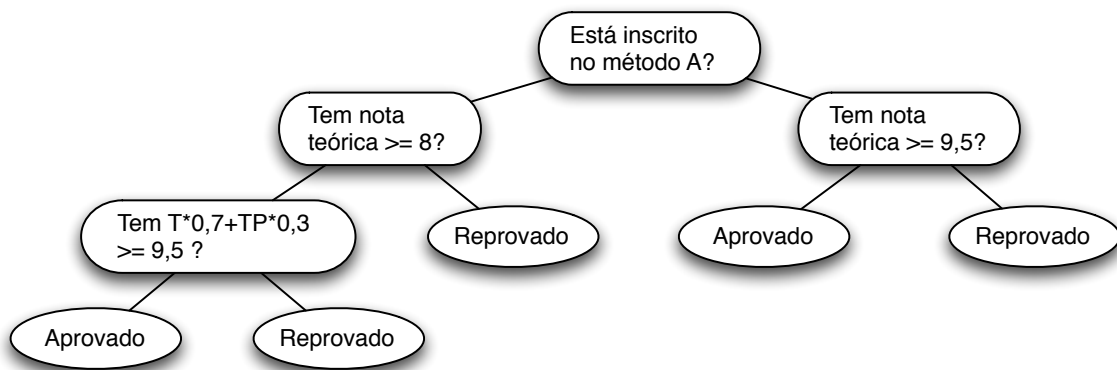 Está inscrito
no método A?
Tem nota
teórica >= 8?
Tem nota
teórica >= 9,5?
Tem T*0,7+TP*0,3
>= 9,5 ?
Reprovado
Aprovado
Reprovado
Aprovado
Reprovado